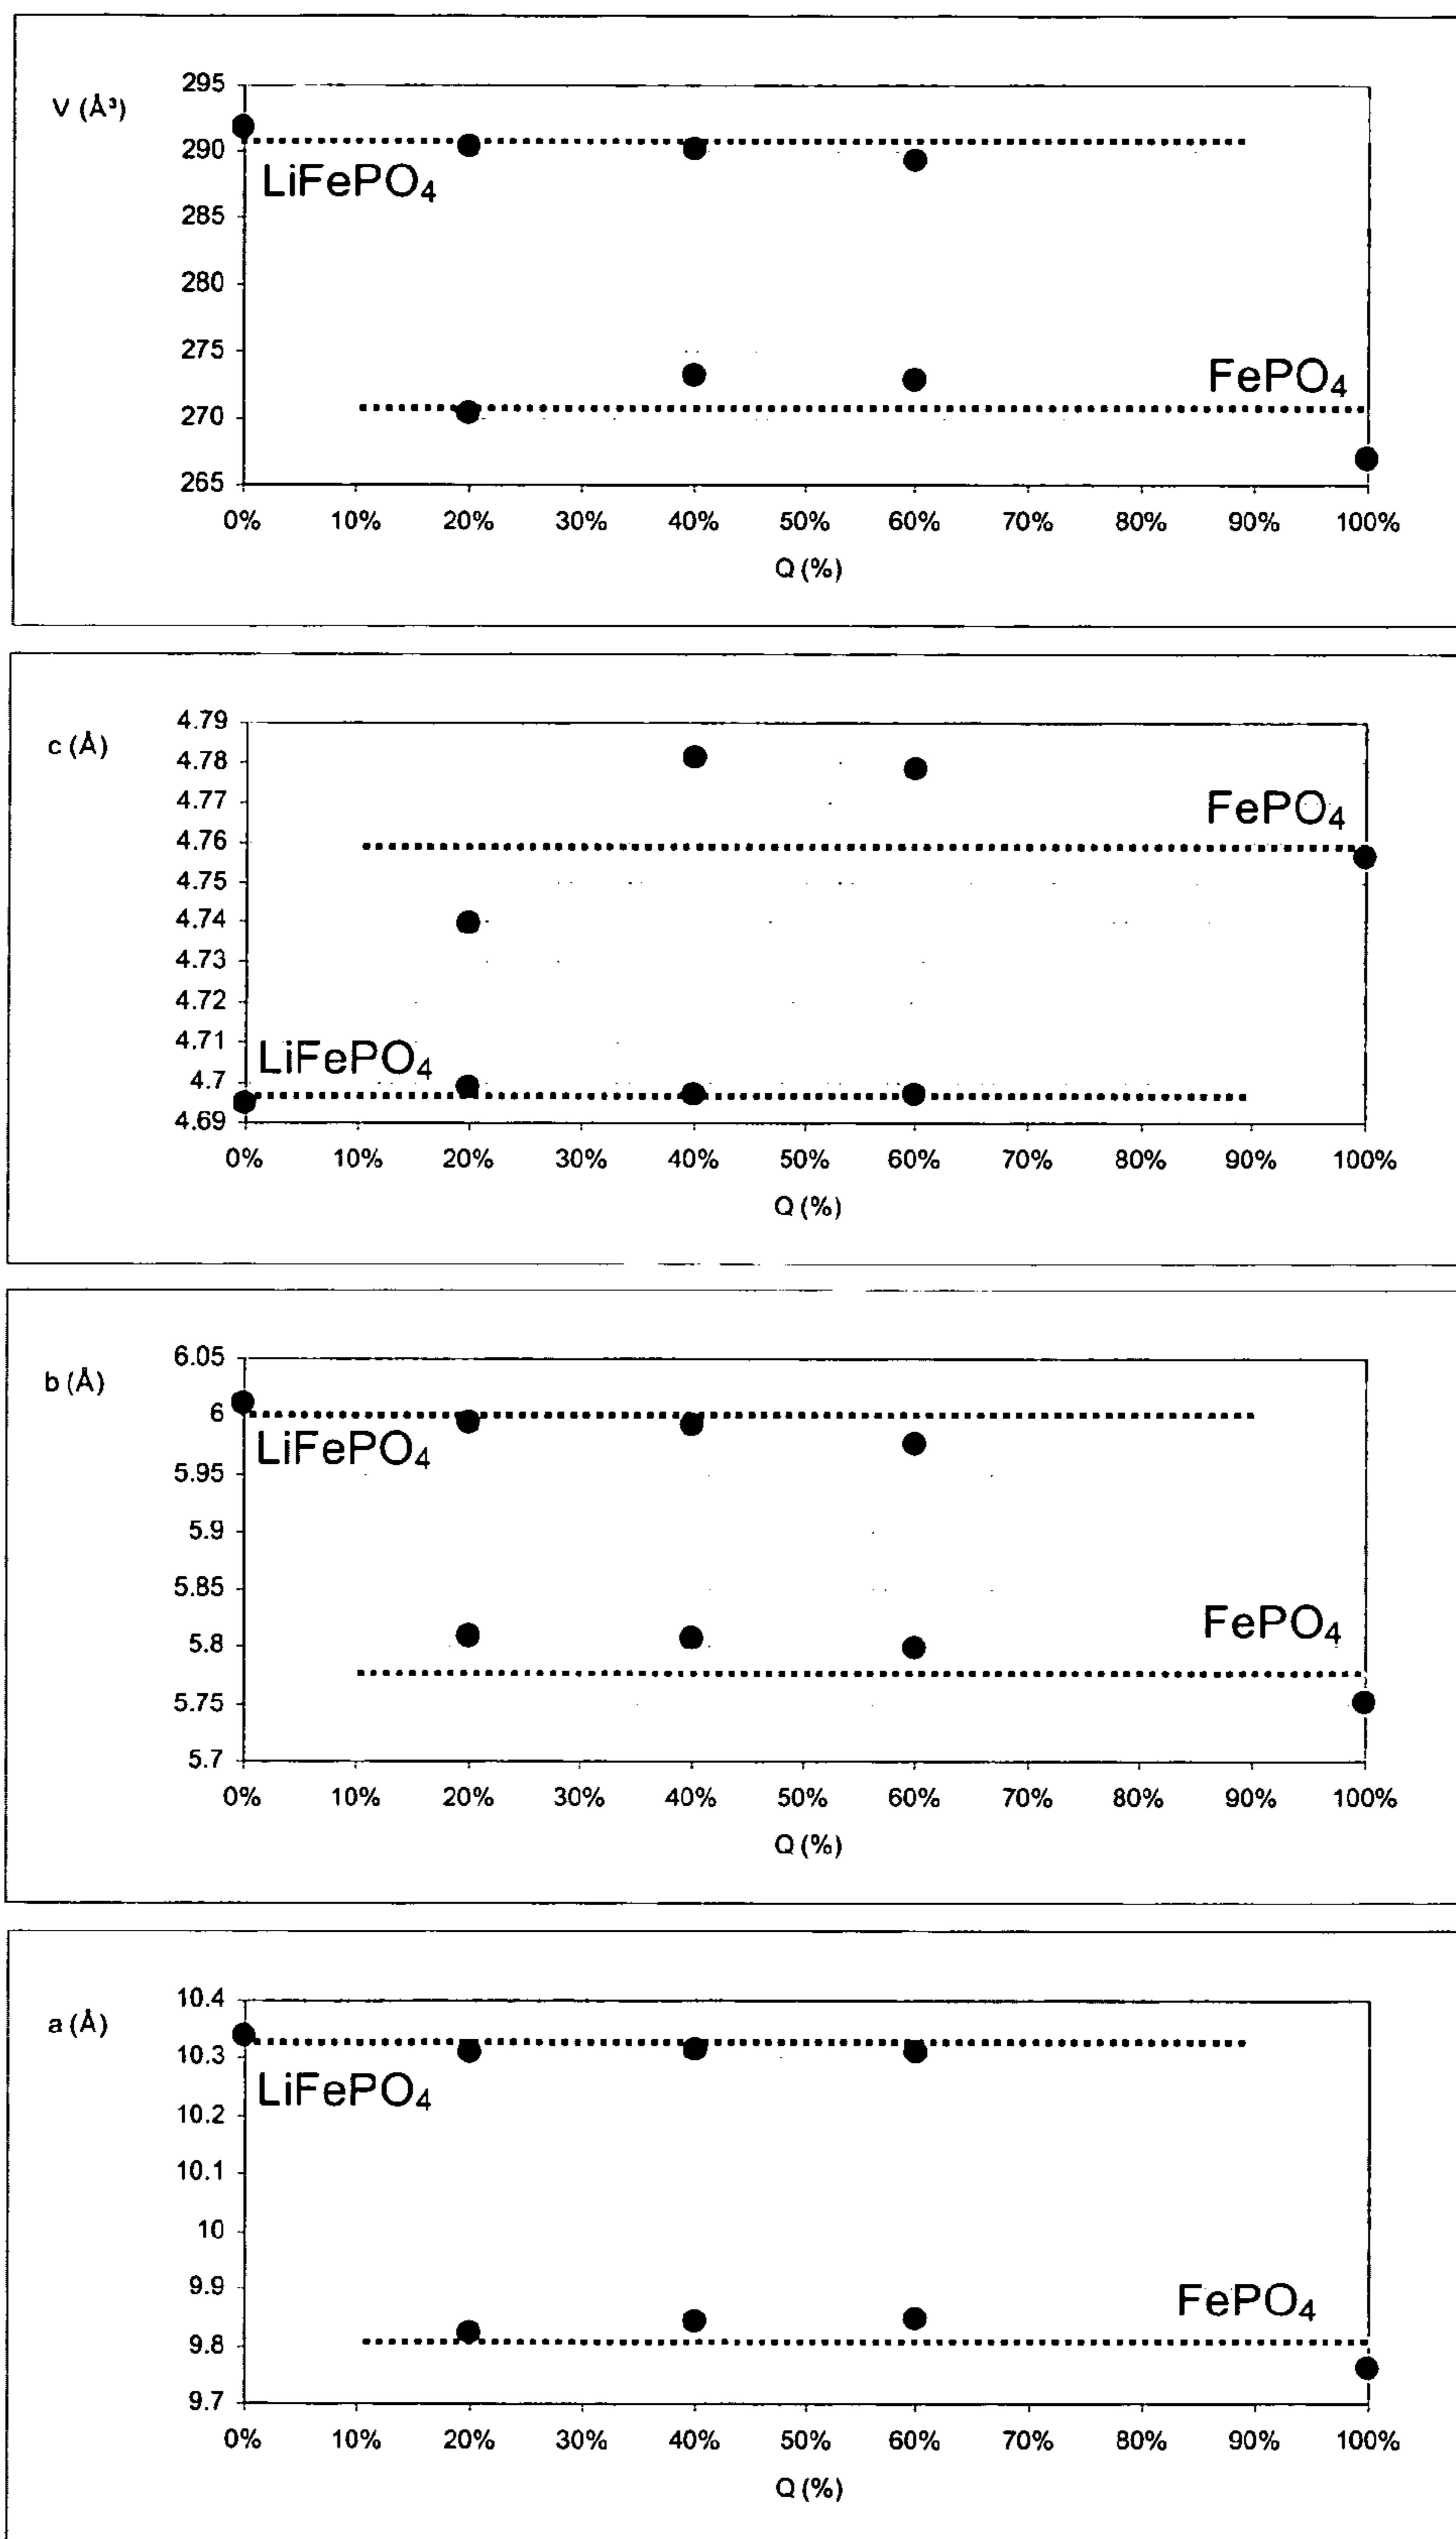 V (Å³)
295
290
LiFePO₄
285
280
275
FePO₄
270
265
0% 10% 20% 30% 40% 50% 60% 70% 80% 90% 100%
Q (%)
c (Å)
4.79
4.78
4.77
FePO₄
4.76
4.75
4.74
4.73
4.72
4.71
LiFePO₄
4.7
4.69
0% 10% 20% 30% 40% 50% 60% 70% 80% 90% 100%
Q (%)
b (Å)
6.05
6
LiFePO₄
5.95
5.9
5.85
FePO₄
5.8
5.75
5.7
0% 10% 20% 30% 40% 50% 60% 70% 80% 90% 100%
Q (%)
a (Å)
10.4
10.3
LiFePO₄
10.2
10.1
10
9.9
FePO₄
9.8
9.7
0% 10% 20% 30% 40% 50% 60% 70% 80% 90% 100%
Q (%)